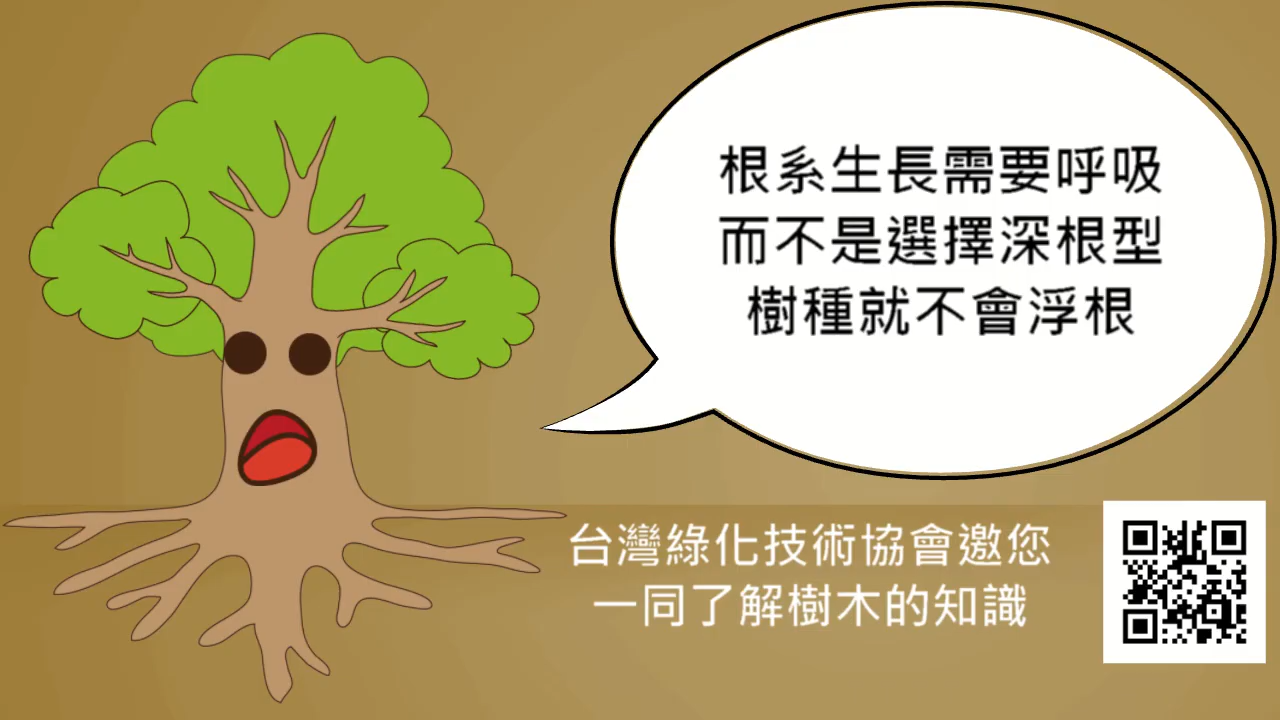 根系生長需要呼吸
而不是選擇深根型
樹種就不會浮根
台灣綠化技術協會邀您
一同了解樹木的知識